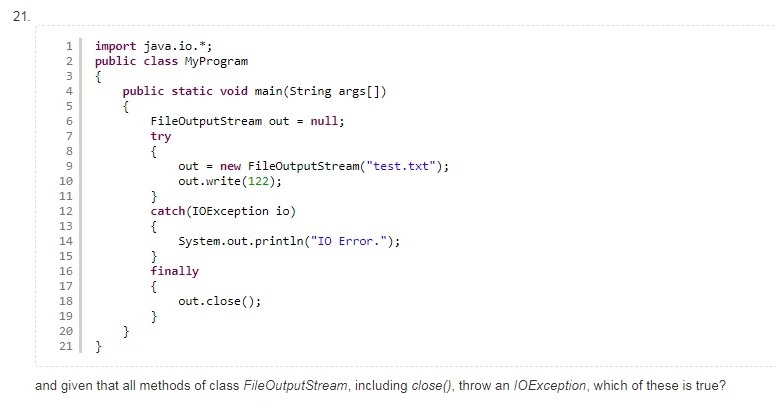 21.
1 import java.io.*;
2 public class MyProgram
3 {
4 public static void main(String args[])
5 {
6 FileOutputStream out = null;
7 try
8 {
9 out = new FileOutputStream("test.txt");
10 out.write(122);
11 }
12 catch(IOException io)
13 {
14 System.out.println("IO Error.");
15 }
16 finally
17 {
18 out.close();
19 }
20 }
21 }
and given that all methods of class FileOutputStream, including close(), throw an IOException, which of these is true?